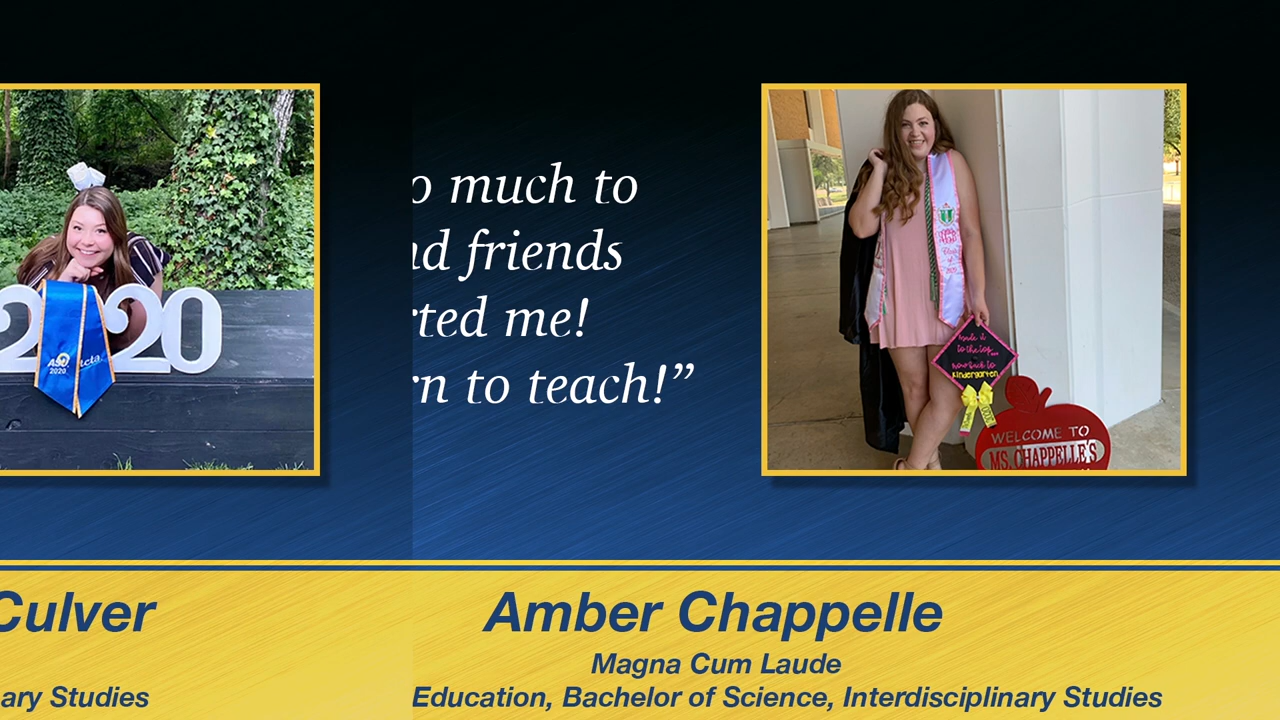 2020
ASU
2020
o much to
nd friends
rted me!
rn to teach!”
made it
to the top...
now back to
kindergarten
WELCOME TO
MS. CHAPPELLE'S
Culver
ary Studies
Amber Chappelle
Magna Cum Laude
Education, Bachelor of Science, Interdisciplinary Studies